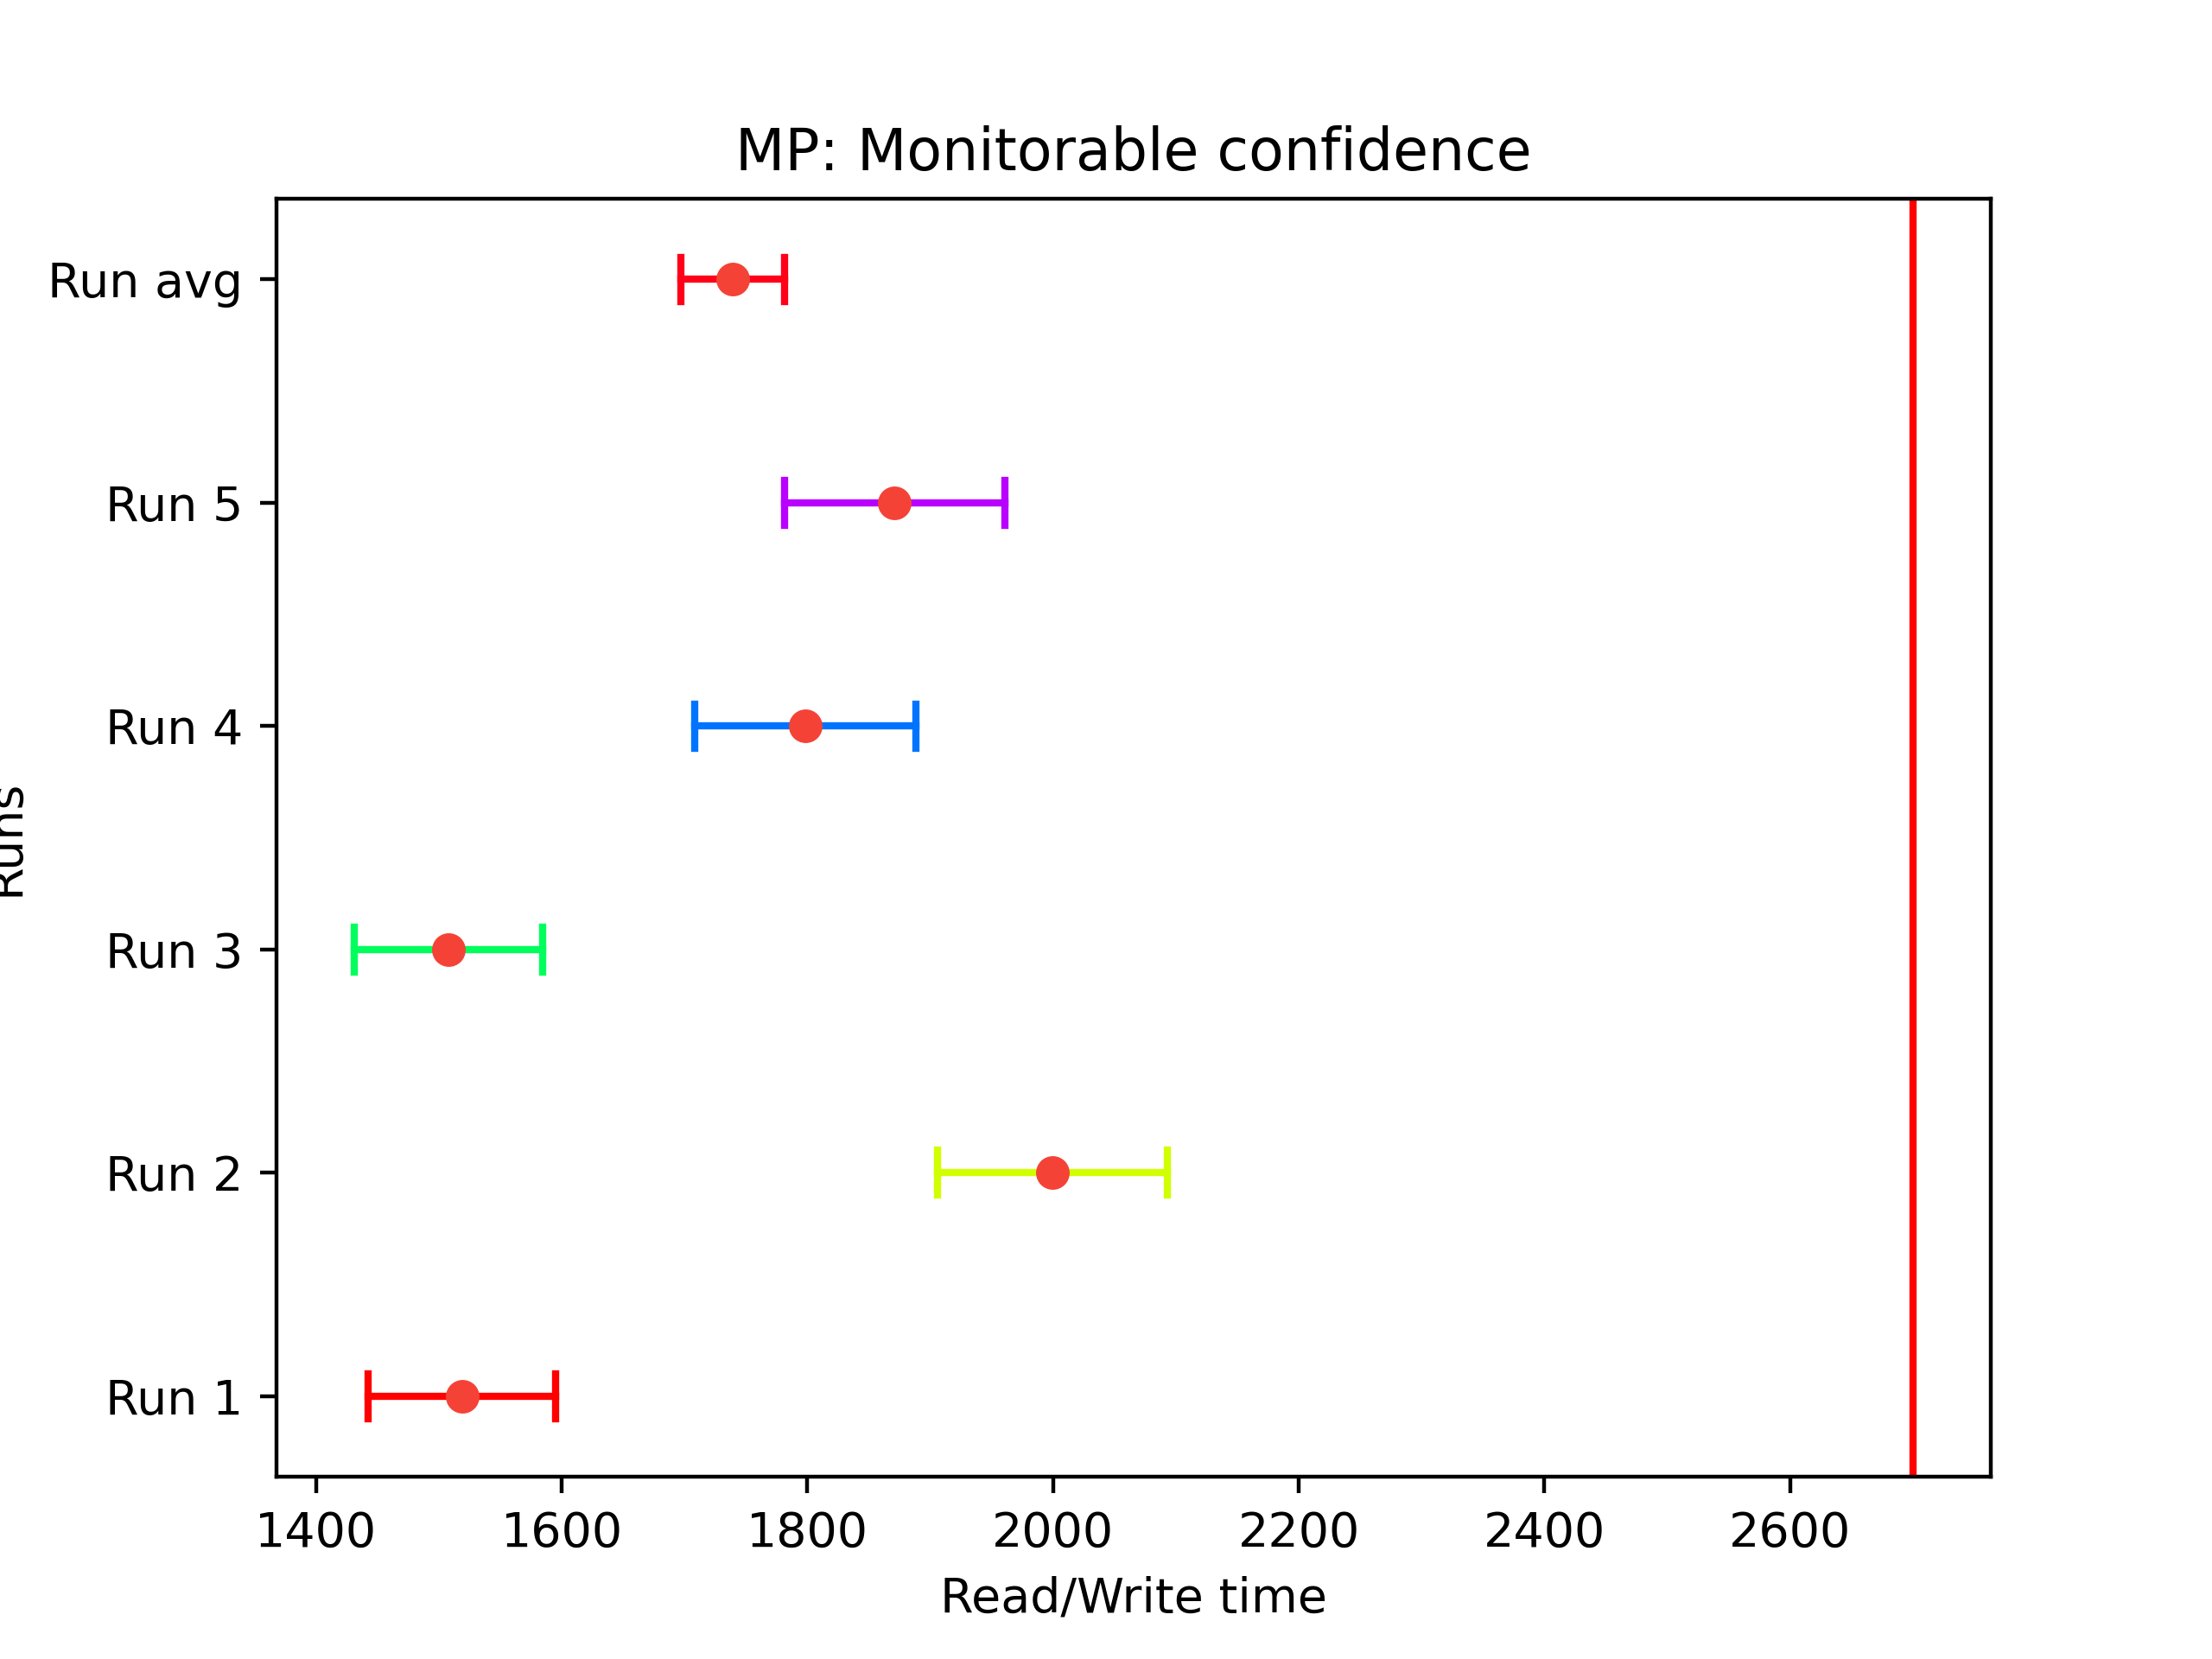 MP: Monitorable confidence
Run avg
Run 5
Run 4
Runs
Run 3
Run 2
Run 1
1400 1600 1800 2000 2200 2400 2600
Read/Write time